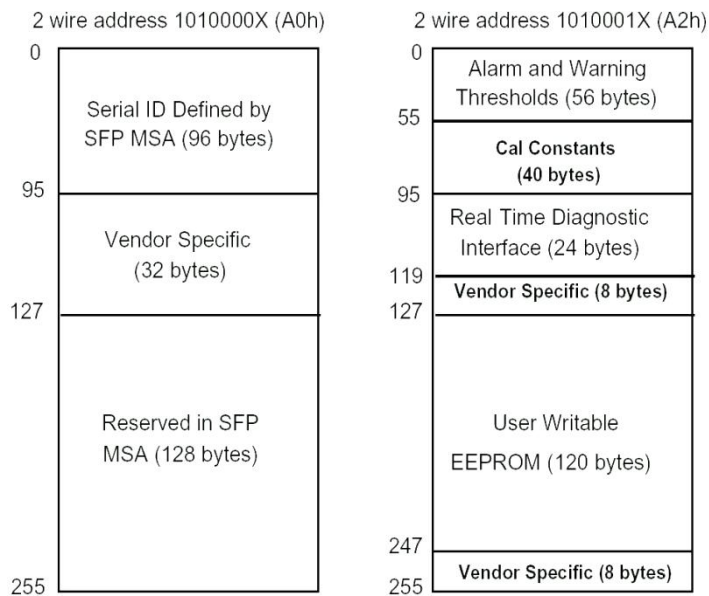 2 wire address 1010000X (A0h)
0
Serial ID Defined by
SFP MSA (96 bytes)
95
Vendor Specific
(32 bytes)
127
Reserved in SFP
MSA (128 bytes)
255
2 wire address 1010001X (A2h)
0
Alarm and Warning
Thresholds (56 bytes)
55
Cal Constants
(40 bytes)
95
Real Time Diagnostic
Interface (24 bytes)
119
Vendor Specific (8 bytes)
127
User Writable
EEPROM (120 bytes)
247
Vendor Specific (8 bytes)
255